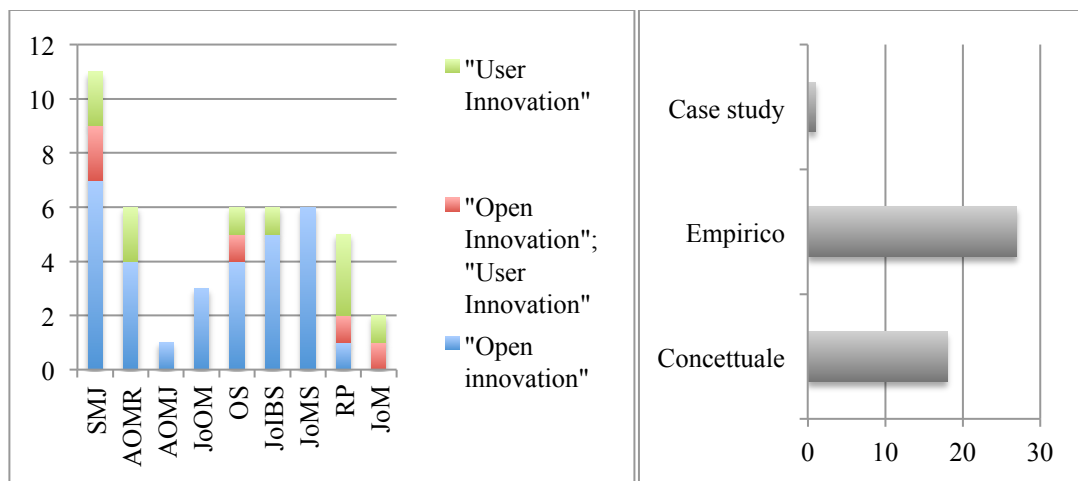 12
10
8
6
4
2
0
SMJ
AOMR
AOMJ
JoOM
OS
JoIBS
JoMS
RP
JoM
"User
Innovation"
"Open
Innovation";
"User
Innovation"
"Open
innovation"
Case study
Empirico
Concettuale
0 10 20 30